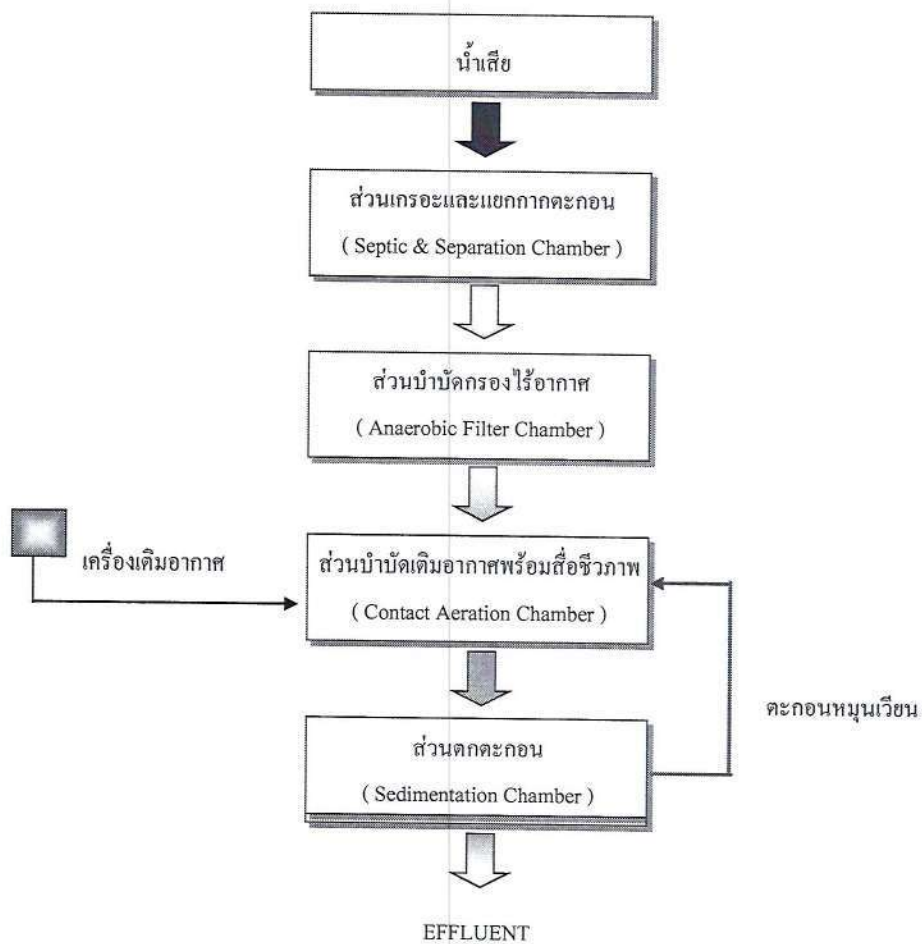 น้ำเสีย
ส่วนเกรอะและแยกกากตะกอน
( Septic & Separation Chamber )
ส่วนบำบัดกรองไร้อากาศ
( Anaerobic Filter Chamber )
เครื่องเติมอากาศ
ส่วนบำบัดเติมอากาศพร้อมสื่อชีวภาพ
( Contact Aeration Chamber )
ตะกอนหมุนเวียน
ส่วนตกตะกอน
( Sedimentation Chamber )
EFFLUENT